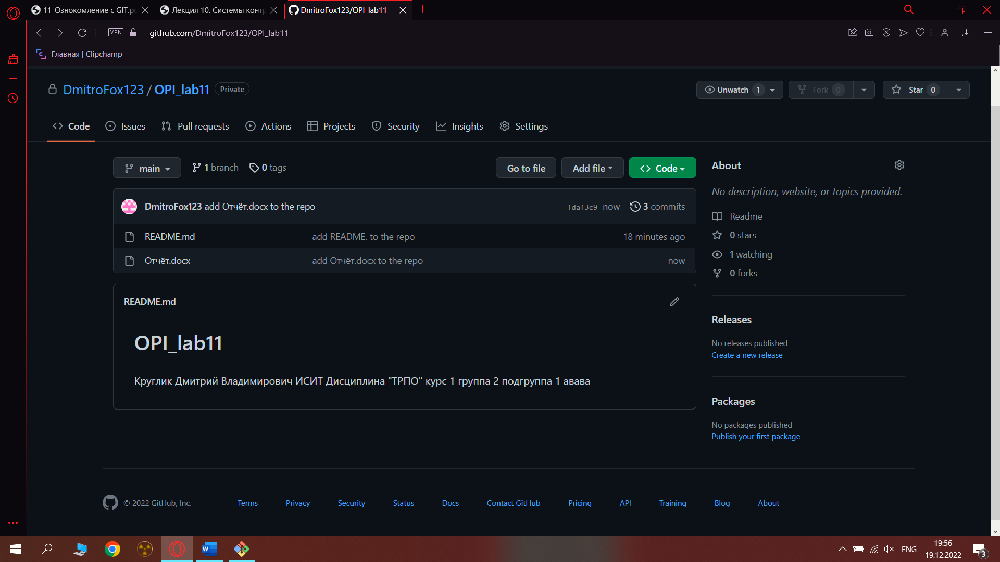 11_Ознокомление с GIT.pd
Лекция 10. Системы контр
DmitroFox123/OPI_lab11
VPN
github.com/DmitroFox123/OPI_lab11
Главная | Clipchamp
DmitroFox123 / OPI_lab11 Private
Unwatch 1
Fork 0
Star 0
Code
Issues
Pull requests
Actions
Projects
Security
Insights
Settings
main
1 branch
0 tags
Go to file
Add file
Code
DmitroFox123 add Отчёт.docx to the repo
fdaf3c9 now
3 commits
README.md add README. to the repo 18 minutes ago
Отчёт.docx add Отчёт.docx to the repo now
README.md
OPI_lab11
Круглик Дмитрий Владимирович ИСИТ Дисциплина "ТРПО" курс 1 группа 2 подгруппа 1 авава
About
No description, website, or topics provided.
Readme
0 stars
1 watching
0 forks
Releases
No releases published
Create a new release
Packages
No packages published
Publish your first package
© 2022 GitHub, Inc.
Terms
Privacy
Security
Status
Docs
Contact GitHub
Pricing
API
Training
Blog
About
ENG
19:56
19.12.2022
3